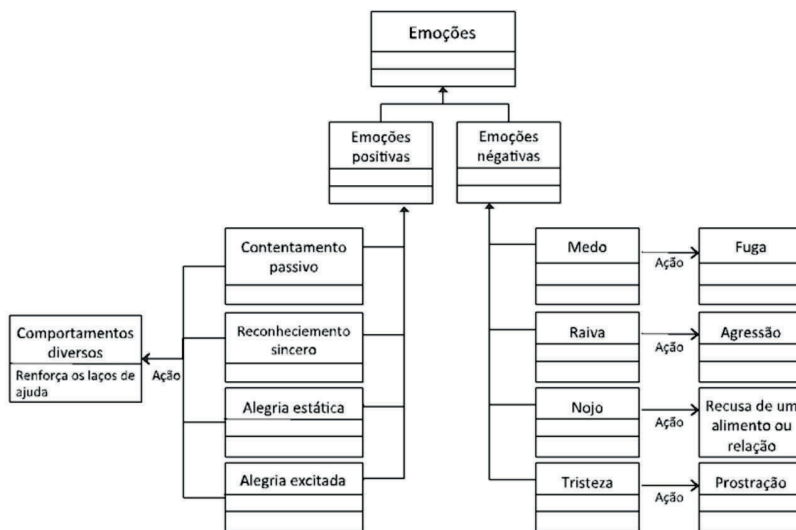 Emoções
Emoções
positivas
Emoções
négativas
Contentamento
passivo
Medo
Ação
Fuga
Comportamentos
diversos
Renforça os laços de
ajuda
Ação
Reconheciemento
sincero
Raiva
Ação
Agressão
Alegria estática
Nojo
Ação
Recusa de um
alimento ou
relação
Alegria excitada
Tristeza
Ação
Prostração